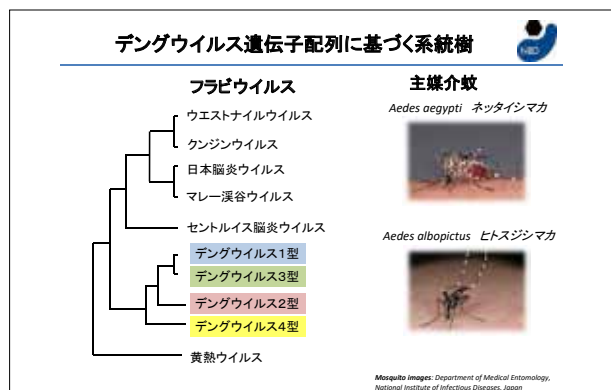 デングウイルス遺伝子配列に基づく系統樹
NIID
フラビウイルス
ウエストナイルウイルス
クンジンウイルス
日本脳炎ウイルス
マレー渓谷ウイルス
セントルイス脳炎ウイルス
デングウイルス1型
デングウイルス3型
デングウイルス2型
デングウイルス4型
黄熱ウイルス
主媒介蚊
Aedes aegypti ネッタイシマカ
Aedes albopictus ヒトスジシマカ
Mosquito images: Department of Medical Entomology,
National Institute of Infectious Diseases, Japan